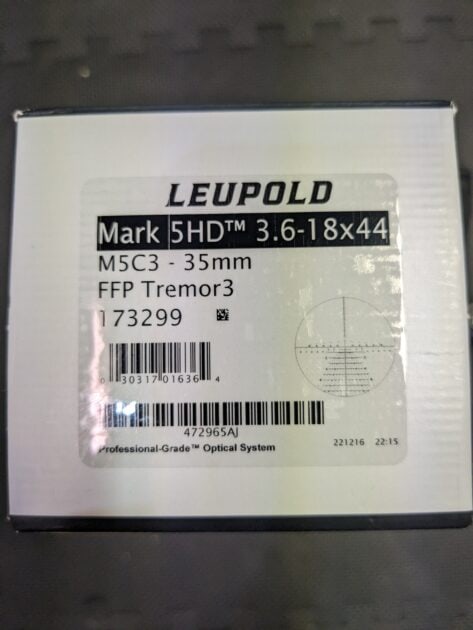 LEUPOLD
Mark 5HD™ 3.6-18x44
M5C3 - 35mm
FFP Tremor3
173299
0 30317 01636 4
472965AJ
Professional-Grade™ Optical System
221216 22:15